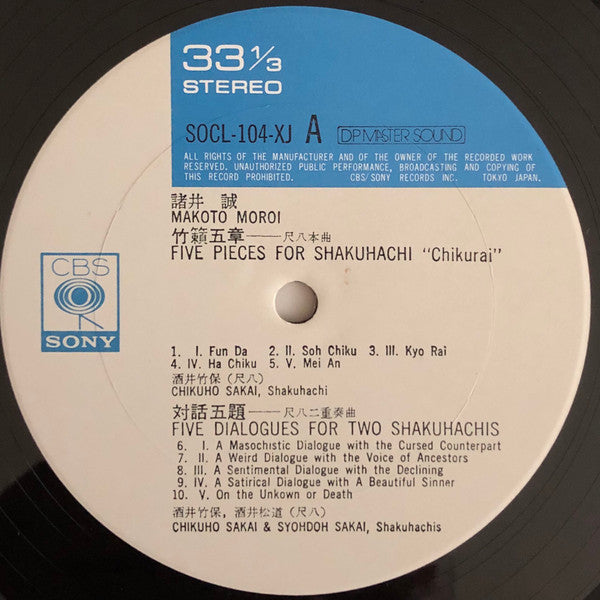 33 1/3
STEREO
SOCL-104-XJ A DP MASTER SOUND
ALL RIGHTS OF THE MANUFACTURER AND OF THE OWNER OF THE RECORDED WORK
RESERVED. UNAUTHORIZED PUBLIC PERFORMANCE, BROADCASTING AND COPYING OF
THIS RECORD PROHIBITED. CBS/SONY RECORDS INC. TOKYO JAPAN.
諸井 誠
MAKOTO MOROI
竹籟五章──尺八本曲
FIVE PIECES FOR SHAKUHACHI "Chikurai"
CBS
SONY
1. I. Fun Da 2. II. Soh Chiku 3. III. Kyo Rai
4. IV. Ha Chiku 5. V. Mei An
酒井竹保（尺八）
CHIKUHO SAKAI, Shakuhachi
対話五題──尺八二重奏曲
FIVE DIALOGUES FOR TWO SHAKUHACHIS
6. I. A Masochistic Dialogue with the Cursed Counterpart
7. II. A Weird Dialogue with the Voice of Ancestors
8. III. A Sentimental Dialogue with the Declining
9. IV. A Satirical Dialogue with A Beautiful Sinner
10. V. On the Unkown or Death
酒井竹保，酒井松道（尺八）
CHIKUHO SAKAI & SYOHDOH SAKAI, Shakuhachis